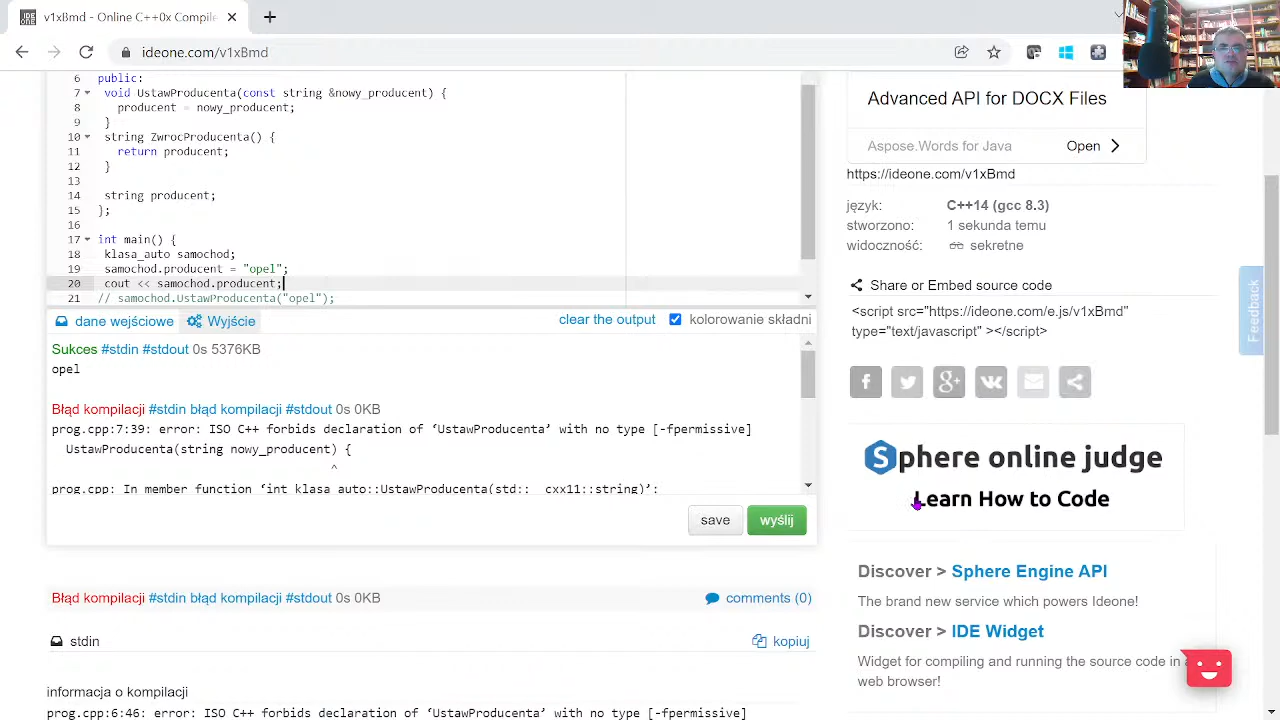 v1xBmd - Online C++0x Compile
ideone.com/v1xBmd
6 public:
7 void UstawProducenta(const string &nowy_producent) {
8 producent = nowy_producent;
9 }
10 string ZwrocProducenta() {
11 return producent;
12 }
13
14 string producent;
15 };
16
17 int main() {
18 klasa_auto samochod;
19 samochod.producent = "opel";
20 cout << samochod.producent;
21 // samochod.UstawProducenta("opel");
dane wejściowe Wyjście clear the output kolorowanie składni
Sukces #stdin #stdout 0s 5376KB
opel
Błąd kompilacji #stdin błąd kompilacji #stdout 0s 0KB
prog.cpp:7:39: error: ISO C++ forbids declaration of ‘UstawProducenta’ with no type [-fpermissive]
UstawProducenta(string nowy_producent) {
^
prog.cpp: In member function ‘int klasa_auto::UstawProducenta(std::__cxx11::string)’:
save wyślij
Błąd kompilacji #stdin błąd kompilacji #stdout 0s 0KB
comments (0)
stdin
kopiuj
informacja o kompilacji
prog.cpp:6:46: error: ISO C++ forbids declaration of ‘UstawProducenta’ with no type [-fpermissive]
Advanced API for DOCX Files
Aspose.Words for Java Open
https://ideone.com/v1xBmd
język: C++14 (gcc 8.3)
stworzono: 1 sekunda temu
widoczność: sekretne
Share or Embed source code
<script src="https://ideone.com/e.js/v1xBmd"
type="text/javascript" ></script>
Sphere online judge
Learn How to Code
Discover > Sphere Engine API
The brand new service which powers Ideone!
Discover > IDE Widget
Widget for compiling and running the source code in a
web browser!
Feedback